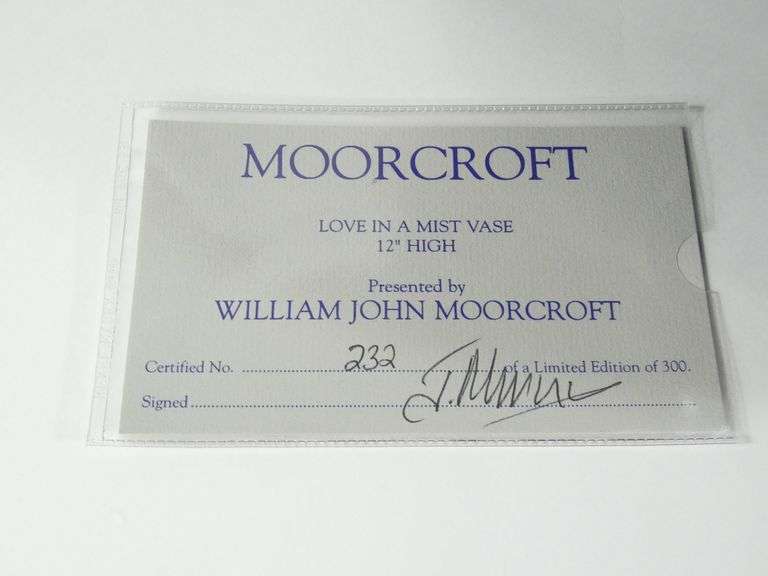 MOORCROFT
LOVE IN A MIST VASE
12" HIGH
Presented by
WILLIAM JOHN MOORCROFT
Certified No. 232 of a Limited Edition of 300.
Signed